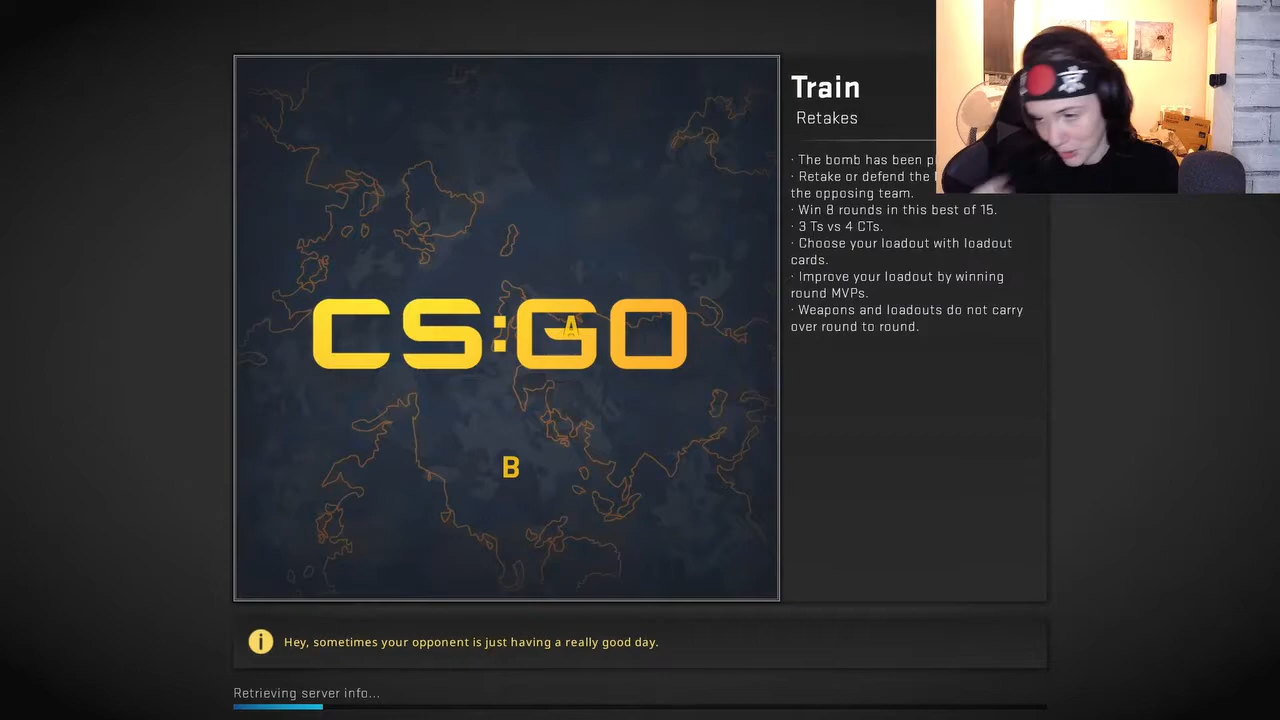 Train
Retakes
· The bomb has been
· Retake or defend the
the opposing team.
· Win 8 rounds in this best of 15.
· 3 Ts vs 4 CTs.
· Choose your loadout with loadout
cards.
· Improve your loadout by winning
round MVPs.
· Weapons and loadouts do not carry
over round to round.
CS:GO
A
B
i
Hey, sometimes your opponent is just having a really good day.
Retrieving server info...